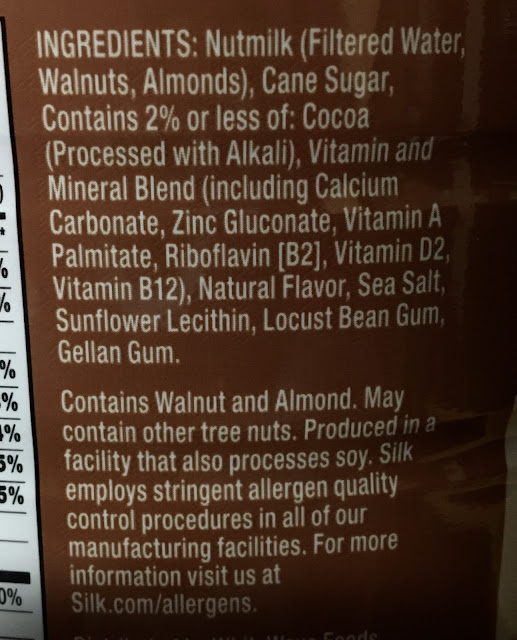 INGREDIENTS: Nutmilk (Filtered Water,
Walnuts, Almonds), Cane Sugar,
Contains 2% or less of: Cocoa
(Processed with Alkali), Vitamin and
Mineral Blend (including Calcium
Carbonate, Zinc Gluconate, Vitamin A
Palmitate, Riboflavin [B2], Vitamin D2,
Vitamin B12), Natural Flavor, Sea Salt,
Sunflower Lecithin, Locust Bean Gum,
Gellan Gum.
Contains Walnut and Almond. May
contain other tree nuts. Produced in a
facility that also processes soy. Silk
employs stringent allergen quality
control procedures in all of our
manufacturing facilities. For more
information visit us at
Silk.com/allergens.